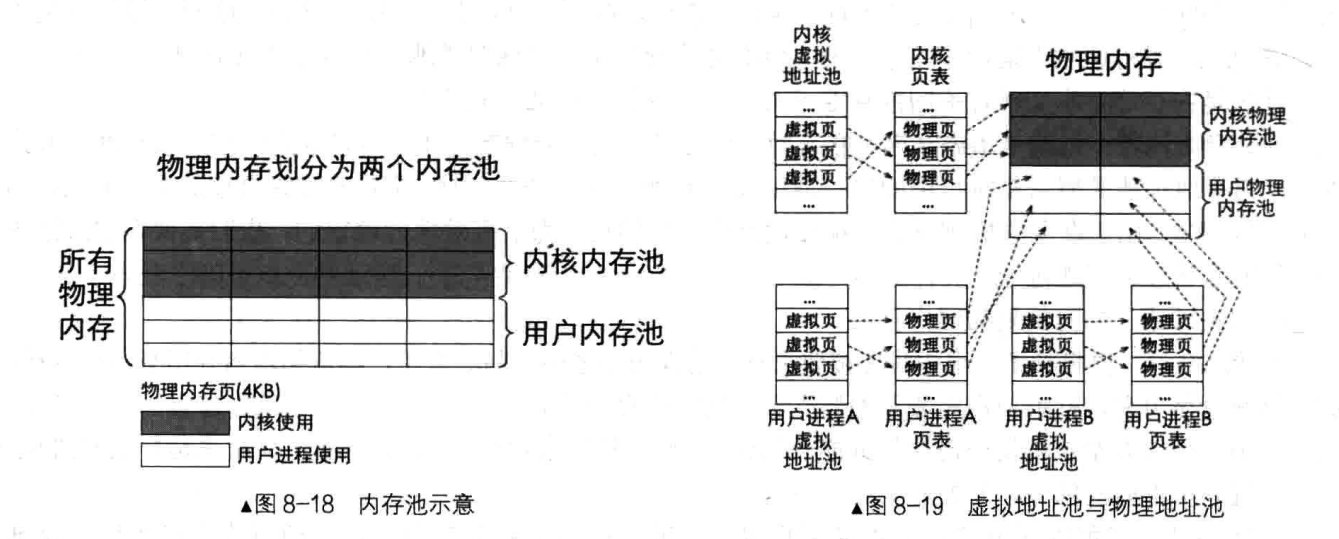 物理内存划分为两个内存池
所有
物理
内存
内核内存池
用户内存池
物理内存页(4KB)
内核使用
用户进程使用
▲图 8-18 内存池示意
内核
虚拟
地址池
内核
页表
物理内存
...
虚拟页
虚拟页
虚拟页
...
...
物理页
物理页
物理页
...
内核物理
内存池
用户物理
内存池
...
虚拟页
虚拟页
虚拟页
...
用户进程A
虚拟
地址池
...
物理页
物理页
物理页
...
用户进程A
页表
...
虚拟页
虚拟页
虚拟页
...
用户进程B
虚拟
地址池
...
物理页
物理页
物理页
...
用户进程B
页表
▲图 8-19 虚拟地址池与物理地址池